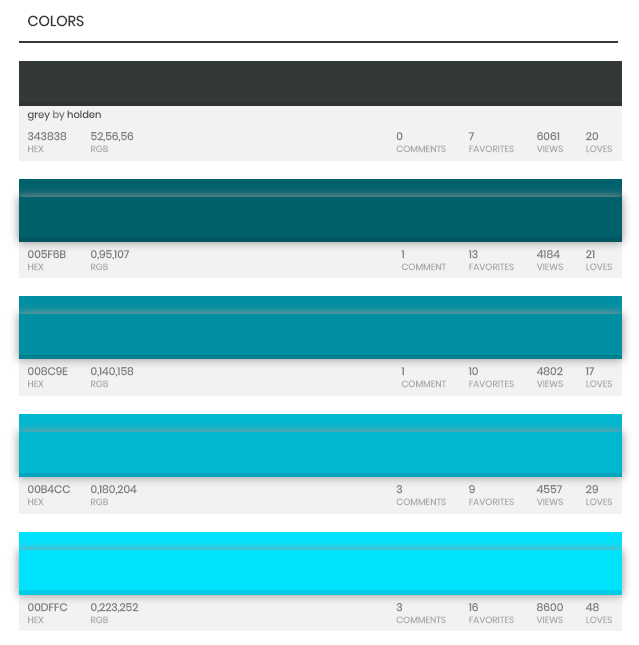 COLORS
grey by holden
343838 52,56,56 0 7 6061 20
HEX RGB COMMENTS FAVORITES VIEWS LOVES
005F6B 0,95,107 1 13 4184 21
HEX RGB COMMENT FAVORITES VIEWS LOVES
008C9E 0,140,158 1 10 4802 17
HEX RGB COMMENT FAVORITES VIEWS LOVES
00B4CC 0,180,204 3 9 4557 29
HEX RGB COMMENTS FAVORITES VIEWS LOVES
00DFFC 0,223,252 3 16 8600 48
HEX RGB COMMENTS FAVORITES VIEWS LOVES